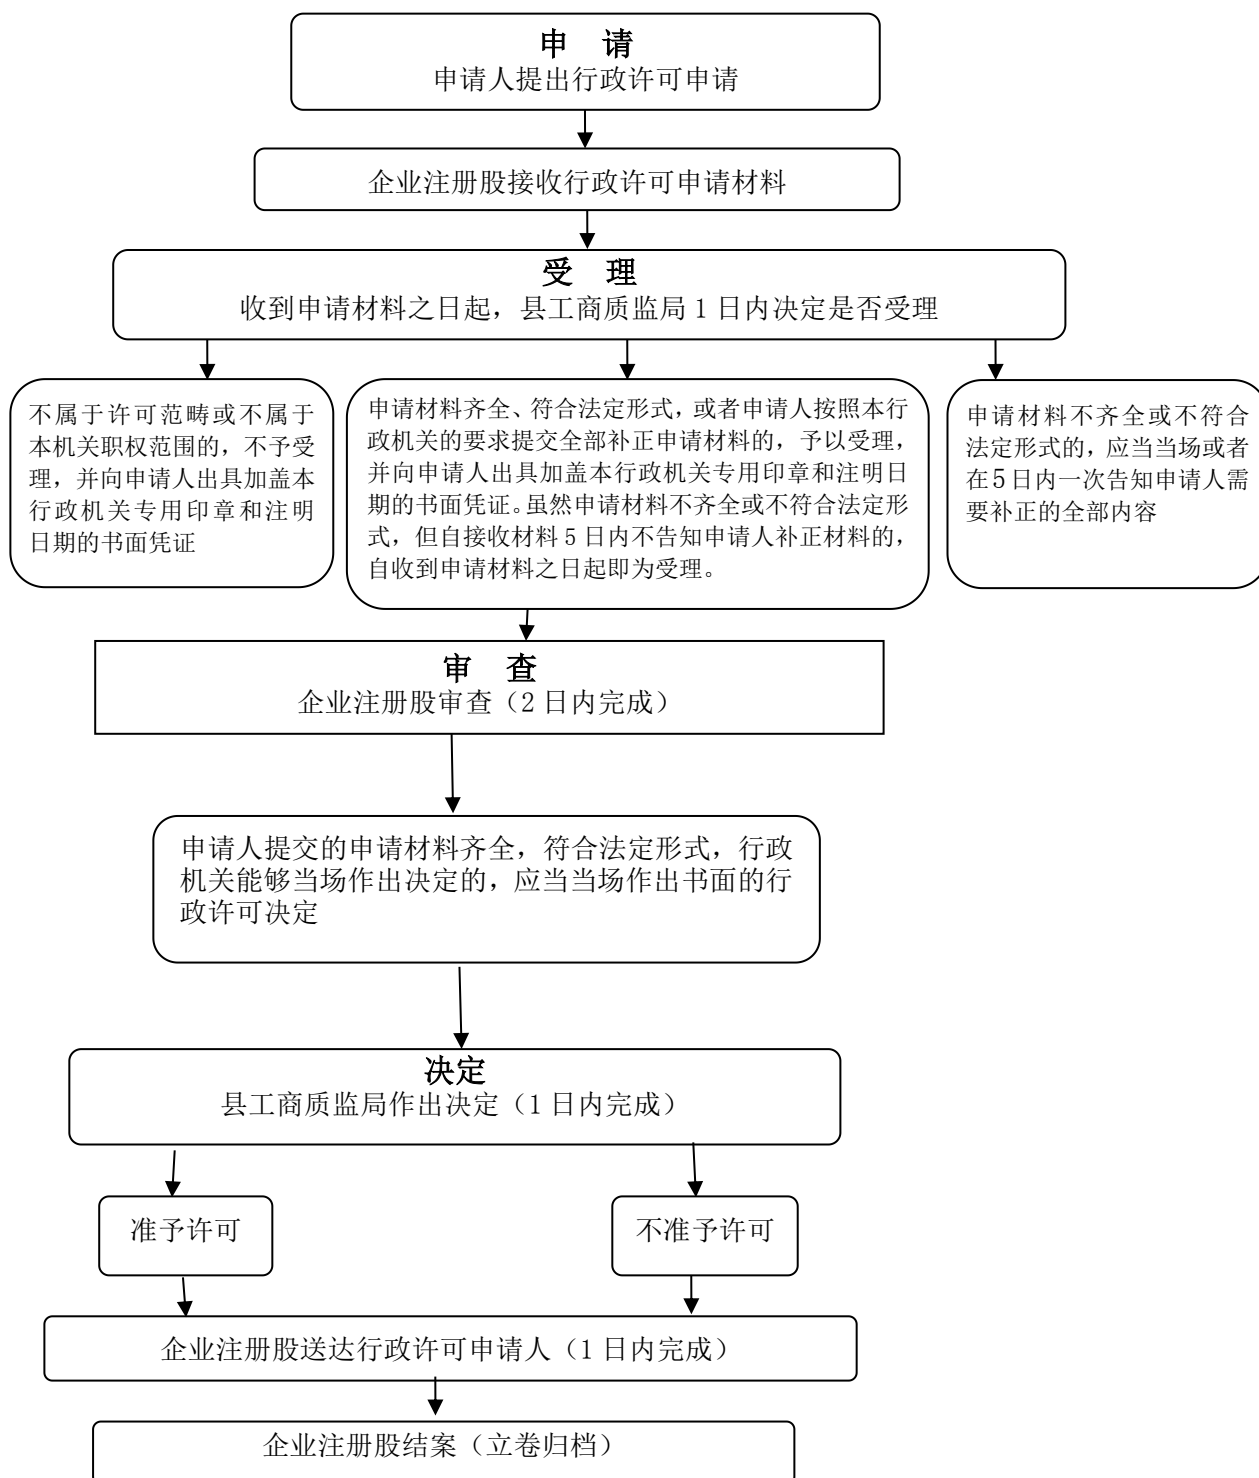 申 请
申请人提出行政许可申请
企业注册股接收行政许可申请材料
受 理
收到申请材料之日起，县工商质监局 1 日内决定是否受理
不属于许可范畴或不属于
本机关职权范围的，不予受
理，并向申请人出具加盖本
行政机关专用印章和注明
日期的书面凭证
申请材料齐全、符合法定形式，或者申请人按照本行
政机关的要求提交全部补正申请材料的，予以受理，
并向申请人出具加盖本行政机关专用印章和注明日
期的书面凭证。虽然申请材料不齐全或不符合法定形
式，但自接收材料 5 日内不告知申请人补正材料的，
自收到申请材料之日起即为受理。
申请材料不齐全或不符合
法定形式的，应当当场或者
在 5 日内一次告知申请人需
要补正的全部内容
审 查
企业注册股审查（2 日内完成）
申请人提交的申请材料齐全，符合法定形式，行政
机关能够当场作出决定的，应当当场作出书面的行
政许可决定
决定
县工商质监局作出决定（1 日内完成）
准予许可
不准予许可
企业注册股送达行政许可申请人（1 日内完成）
企业注册股结案（立卷归档）